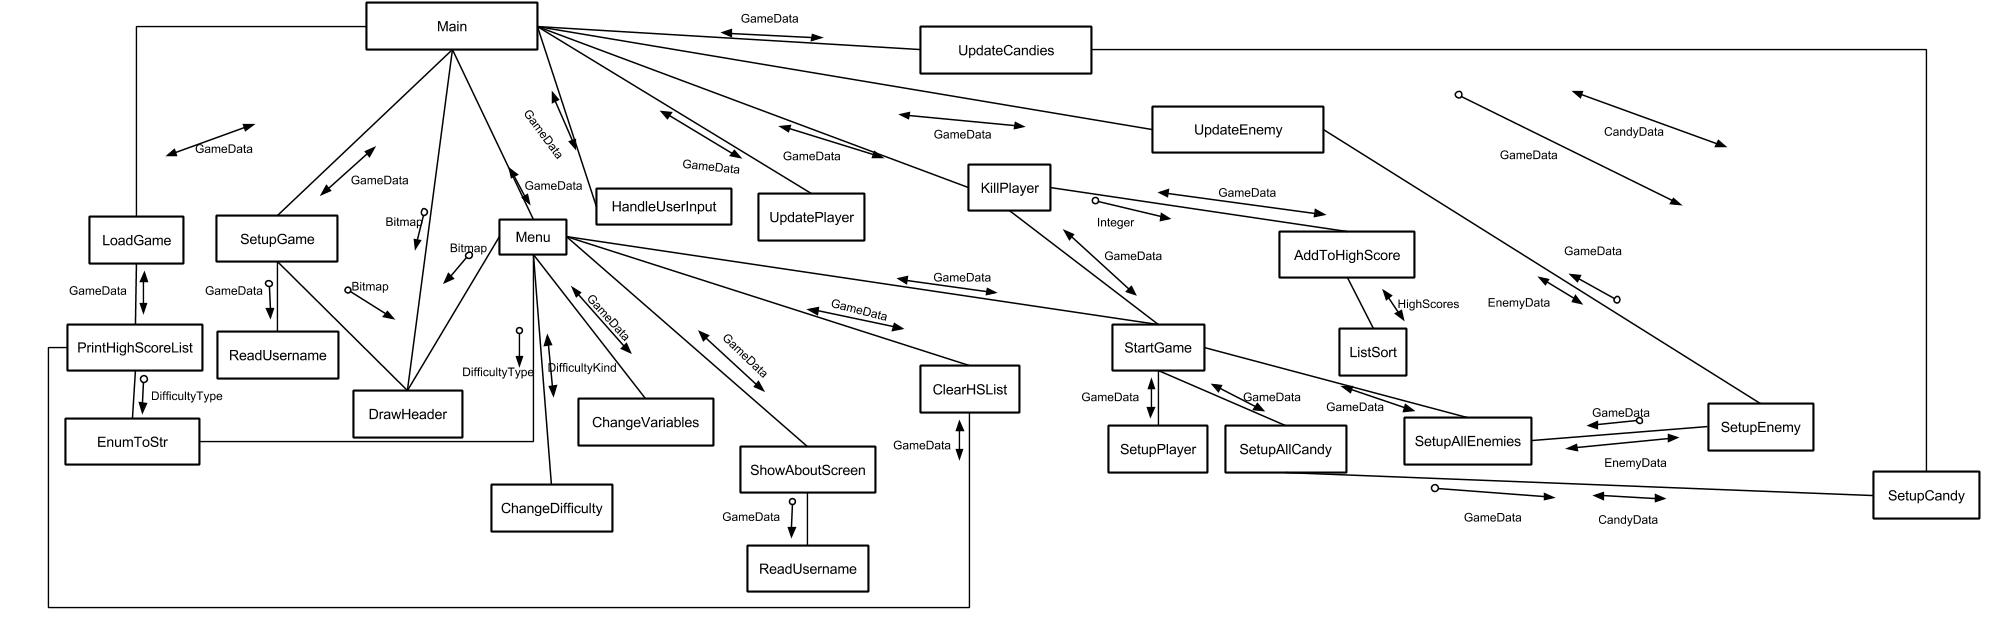 GameData
Main
UpdateCandies
GameData
UpdateEnemy
GameData
CandyData
GameData
GameData
GameData
GameData
GameData
GameData
GameData
KillPlayer
GameData
HandleUserInput
UpdatePlayer
Integer
Bitmap
LoadGame
SetupGame
Menu
Bitmap
GameData
AddToHighScore
GameData
GameData
GameData
GameData
Bitmap
GameData
GameData
EnemyData
HighScores
PrintHighScoreList
ReadUsername
GameData
StartGame
ListSort
DifficultyType
DifficultyKind
DifficultyType
ClearHSList
GameData
GameData
GameData
DrawHeader
ChangeVariables
GameData
SetupEnemy
EnumToStr
GameData
SetupPlayer
SetupAllCandy
SetupAllEnemies
EnemyData
ShowAboutScreen
SetupCandy
ChangeDifficulty
GameData
GameData
CandyData
ReadUsername